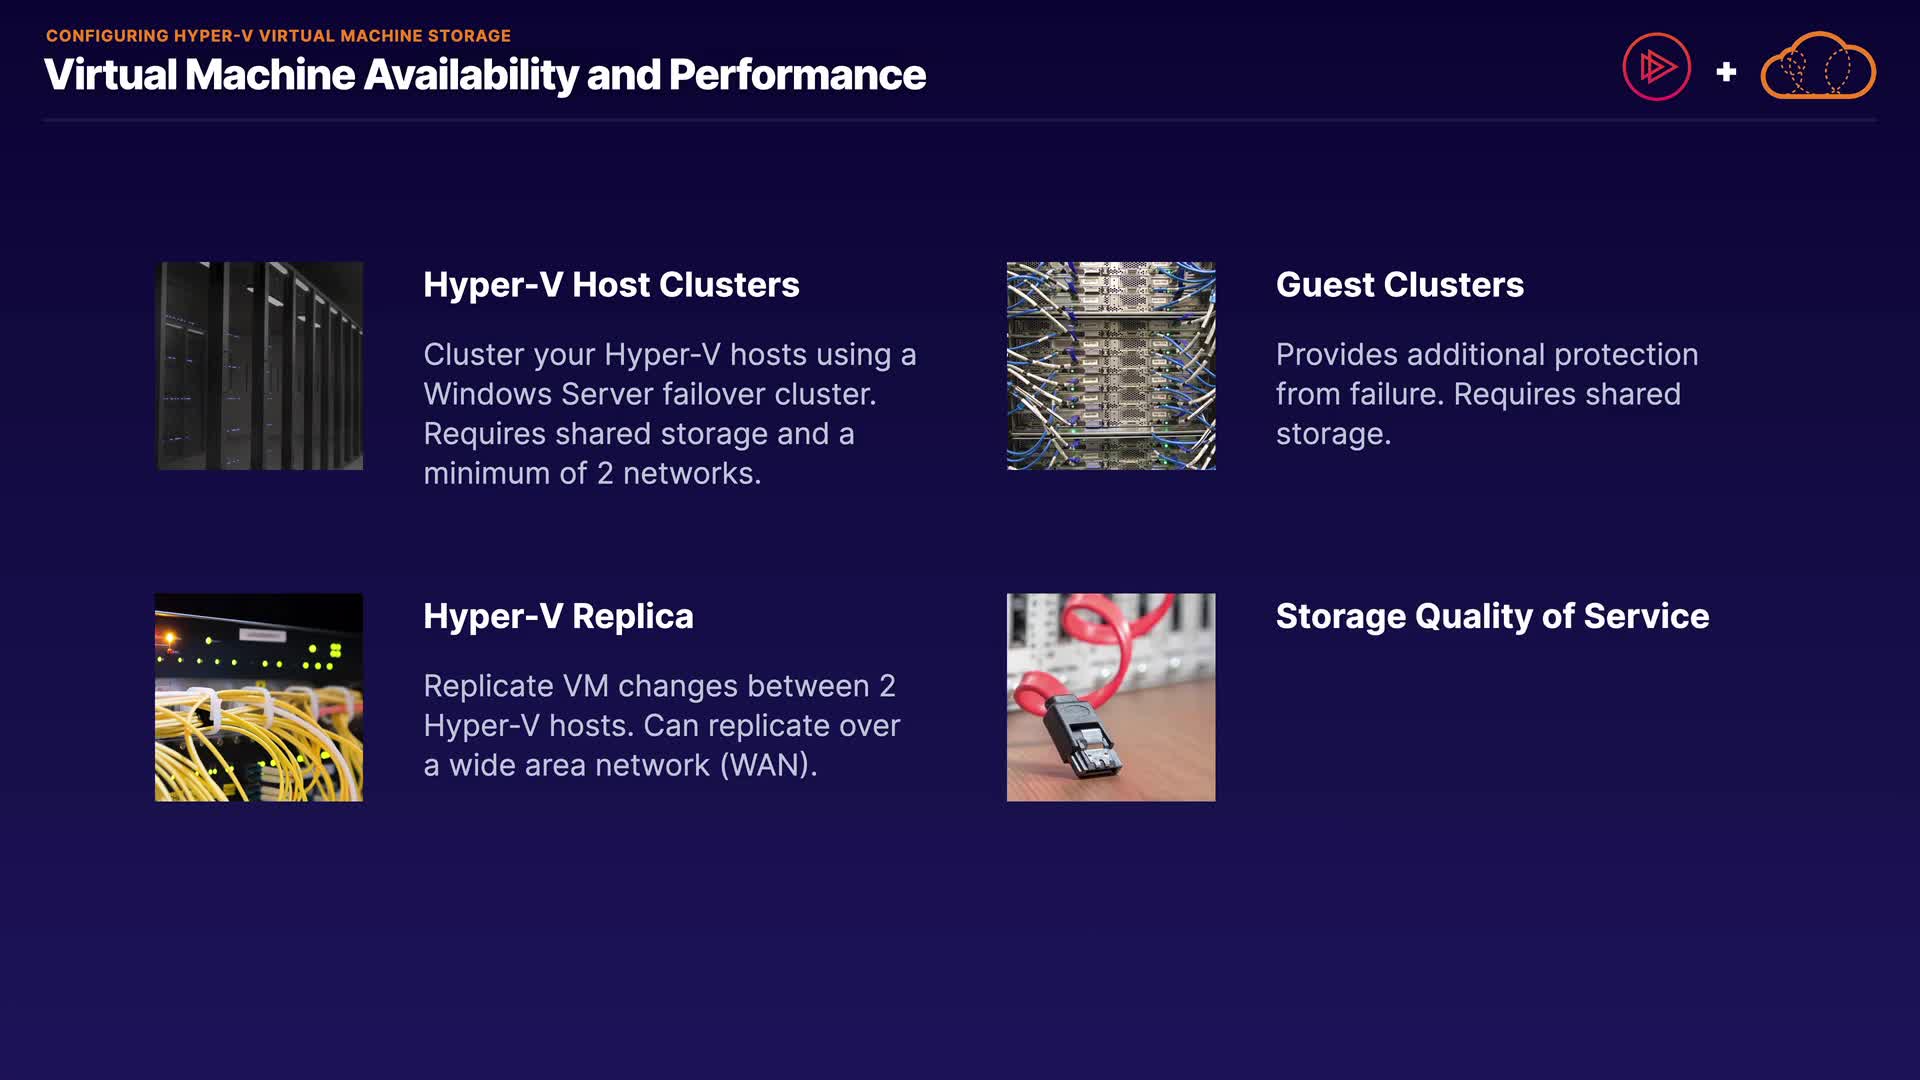 CONFIGURING HYPER-V VIRTUAL MACHINE STORAGE
Virtual Machine Availability and Performance
Hyper-V Host Clusters
Cluster your Hyper-V hosts using a
Windows Server failover cluster.
Requires shared storage and a
minimum of 2 networks.
Guest Clusters
Provides additional protection
from failure. Requires shared
storage.
Hyper-V Replica
Replicate VM changes between 2
Hyper-V hosts. Can replicate over
a wide area network (WAN).
Storage Quality of Service